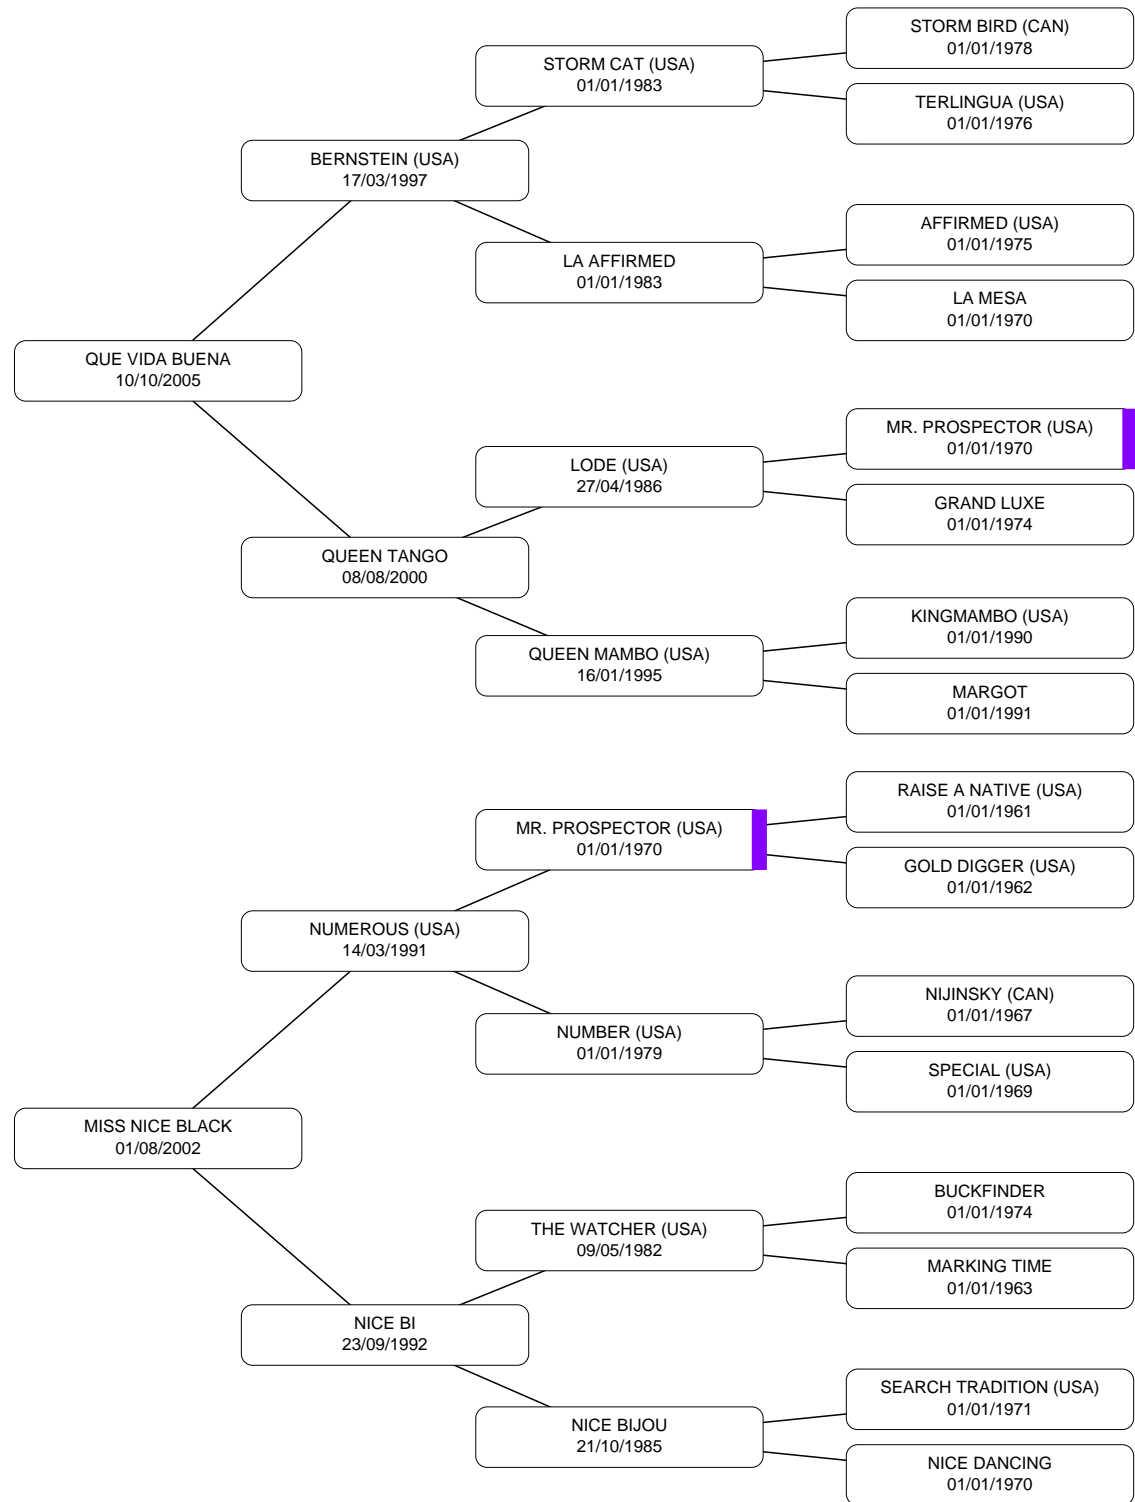 STORM BIRD (CAN)
01/01/1978
STORM CAT (USA)
01/01/1983
TERLINGUA (USA)
01/01/1976
BERNSTEIN (USA)
17/03/1997
AFFIRMED (USA)
01/01/1975
LA AFFIRMED
01/01/1983
LA MESA
01/01/1970
QUE VIDA BUENA
10/10/2005
MR. PROSPECTOR (USA)
01/01/1970
LODE (USA)
27/04/1986
GRAND LUXE
01/01/1974
QUEEN TANGO
08/08/2000
KINGMAMBO (USA)
01/01/1990
QUEEN MAMBO (USA)
16/01/1995
MARGOT
01/01/1991
RAISE A NATIVE (USA)
01/01/1961
MR. PROSPECTOR (USA)
01/01/1970
GOLD DIGGER (USA)
01/01/1962
NUMEROUS (USA)
14/03/1991
NIJINSKY (CAN)
01/01/1967
NUMBER (USA)
01/01/1979
SPECIAL (USA)
01/01/1969
MISS NICE BLACK
01/08/2002
BUCKFINDER
01/01/1974
THE WATCHER (USA)
09/05/1982
MARKING TIME
01/01/1963
NICE BI
23/09/1992
SEARCH TRADITION (USA)
01/01/1971
NICE BIJOU
21/10/1985
NICE DANCING
01/01/1970